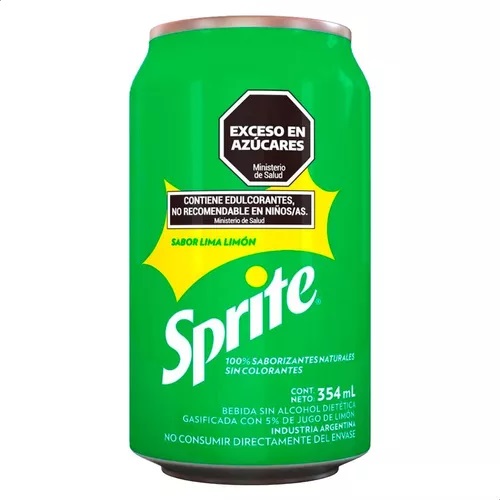 EXCESO EN
AZÚCARES
Ministerio
de Salud
CONTIENE EDULCORANTES,
NO RECOMENDABLE EN NIÑOS/AS.
Ministerio de Salud
SABOR LIMA LIMÓN
Sprite®
100% SABORIZANTES NATURALES
SIN COLORANTES
CONT. NETO. 354 mL
BEBIDA SIN ALCOHOL DIETÉTICA
GASIFICADA CON 5% DE JUGO DE LIMÓN.
INDUSTRIA ARGENTINA
NO CONSUMIR DIRECTAMENTE DEL ENVASE